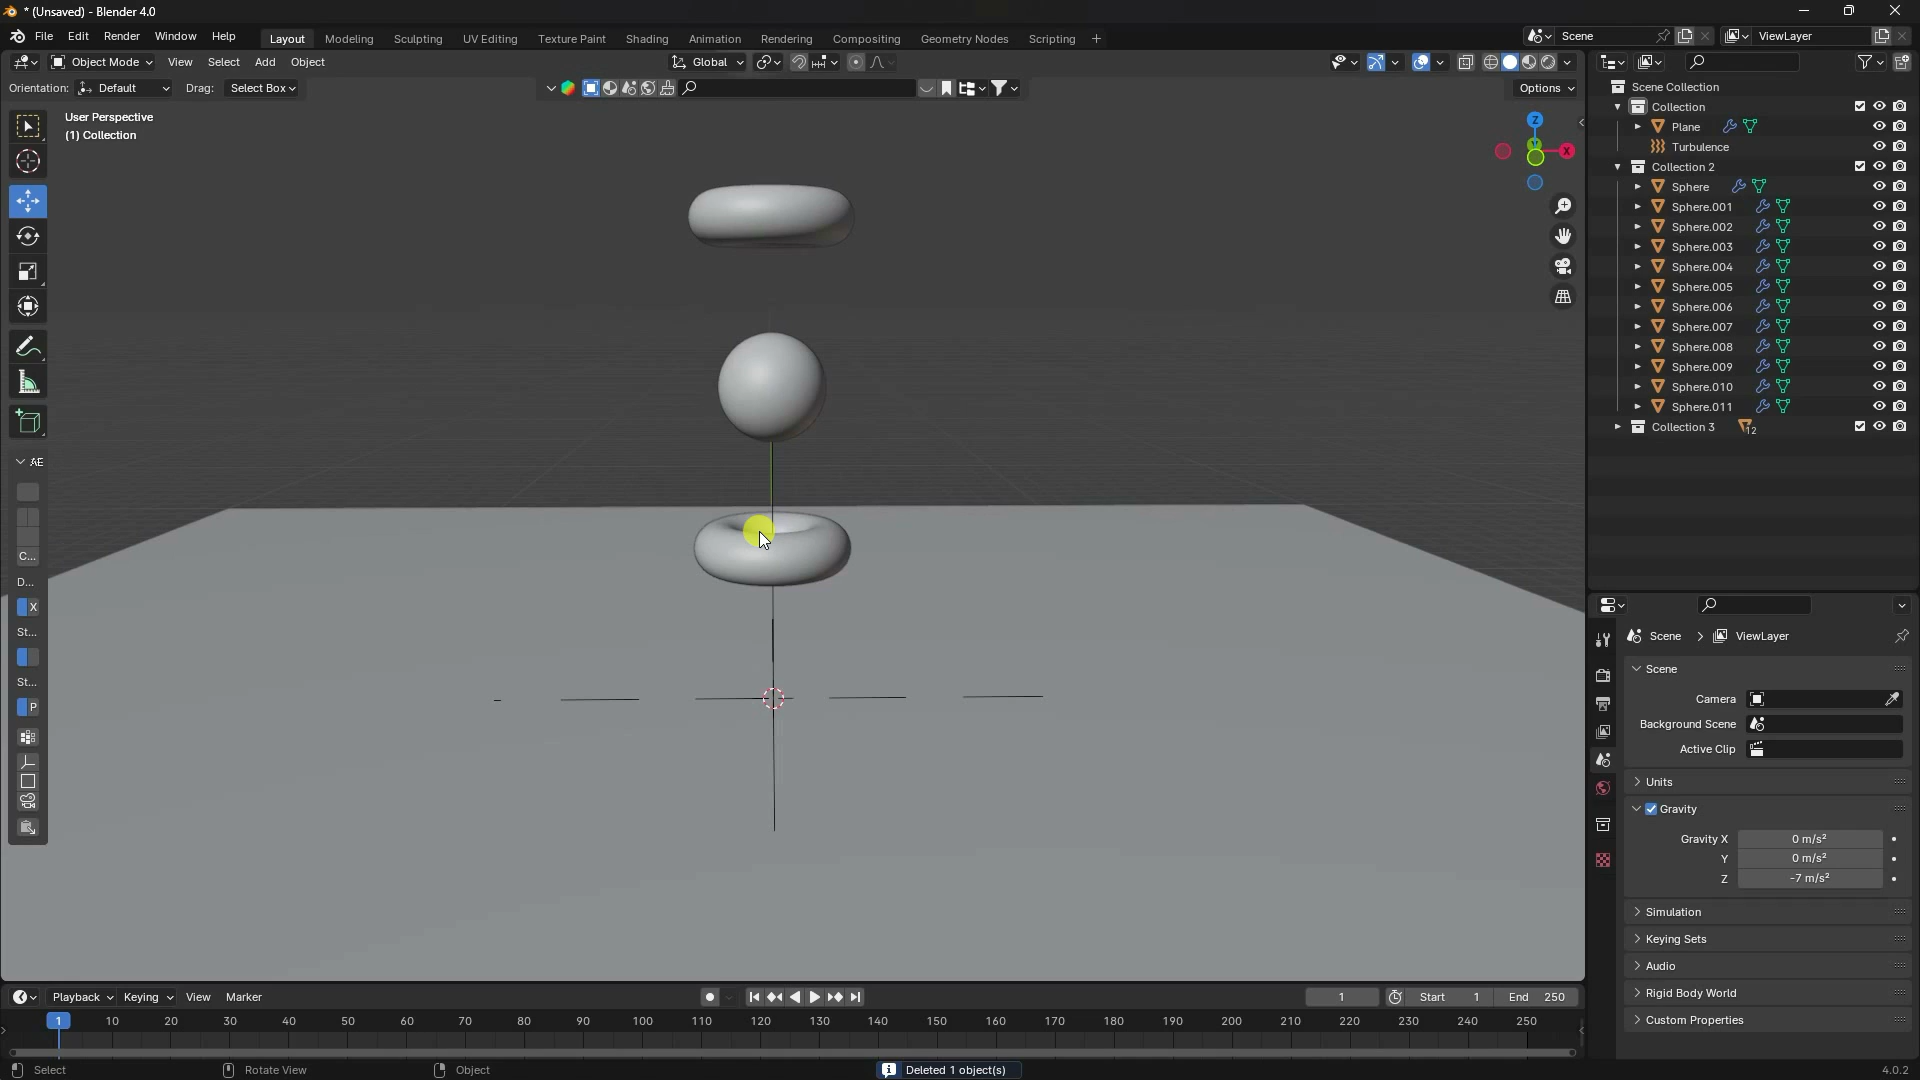 * (Unsaved) - Blender 4.0
File Edit Render Window Help
Layout Modeling Sculpting UV Editing Texture Paint Shading Animation Rendering Compositing Geometry Nodes Scripting +
Scene
ViewLayer
Object Mode View Select Add Object
Global
Orientation: Default Drag: Select Box
Options
User Perspective
(1) Collection
Z
Y
X
AE
C...
D...
X
St...
St...
P
Scene Collection
Collection
Plane
Turbulence
Collection 2
Sphere
Sphere.001
Sphere.002
Sphere.003
Sphere.004
Sphere.005
Sphere.006
Sphere.007
Sphere.008
Sphere.009
Sphere.010
Sphere.011
Collection 3 12
Scene > ViewLayer
Scene
Camera
Background Scene
Active Clip
Units
Gravity
Gravity X 0 m/s²
Y 0 m/s²
Z -7 m/s²
Simulation
Keying Sets
Audio
Rigid Body World
Custom Properties
Playback Keying View Marker
1 Start 1 End 250
1 10 20 30 40 50 60 70 80 90 100 110 120 130 140 150 160 170 180 190 200 210 220 230 240 250
Select Rotate View Object
Deleted 1 object(s)
4.0.2